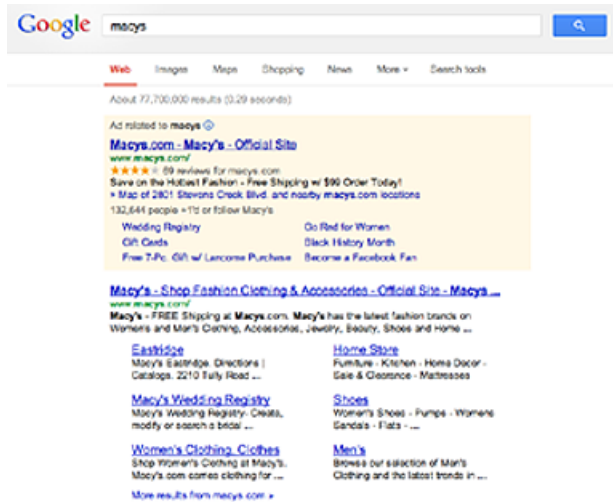 Google macys
Web Images Maps Shopping News More Search tools
About 77,700,000 results (0.29 seconds)
Ad related to macys
Macys.com - Macy's - Official Site
www.macys.com/
69 reviews for macys.com
Save on the Hottest Fashion - Free Shipping w/ $99 Order Today!
» Map of 2801 Stevens Creek Blvd. and nearby macys.com locations
132,644 people +1'd or follow Macy's
Wedding Registry Go Red for Women
Gift Cards Black History Month
Free 7-Pc. Gift w/ Lancome Purchase Become a Facebook Fan
Macy's - Shop Fashion Clothing & Accessories - Official Site - Macys ...
www.macys.com/
Macy's - FREE Shipping at Macys.com. Macy's has the latest fashion brands on
Women's and Men's Clothing, Accessories, Jewelry, Beauty, Shoes and Home ...
Eastridge
Macy's Eastridge. Directions |
Catalogs. 2210 Tully Road ...
Home Store
Furniture - Kitchen - Home Decor -
Sale & Clearance - Mattresses
Macy's Wedding Registry
Macy's Wedding Registry- Create,
modify or search a bridal ...
Shoes
Women's Shoes - Pumps - Womens
Sandals - Flats - ...
Women's Clothing, Clothes
Shop Women's Clothing at Macy's.
Macy's.com comes clothing for ...
Men's
Browse our selection of Men's
Clothing and the latest trends in ...
More results from macys.com »